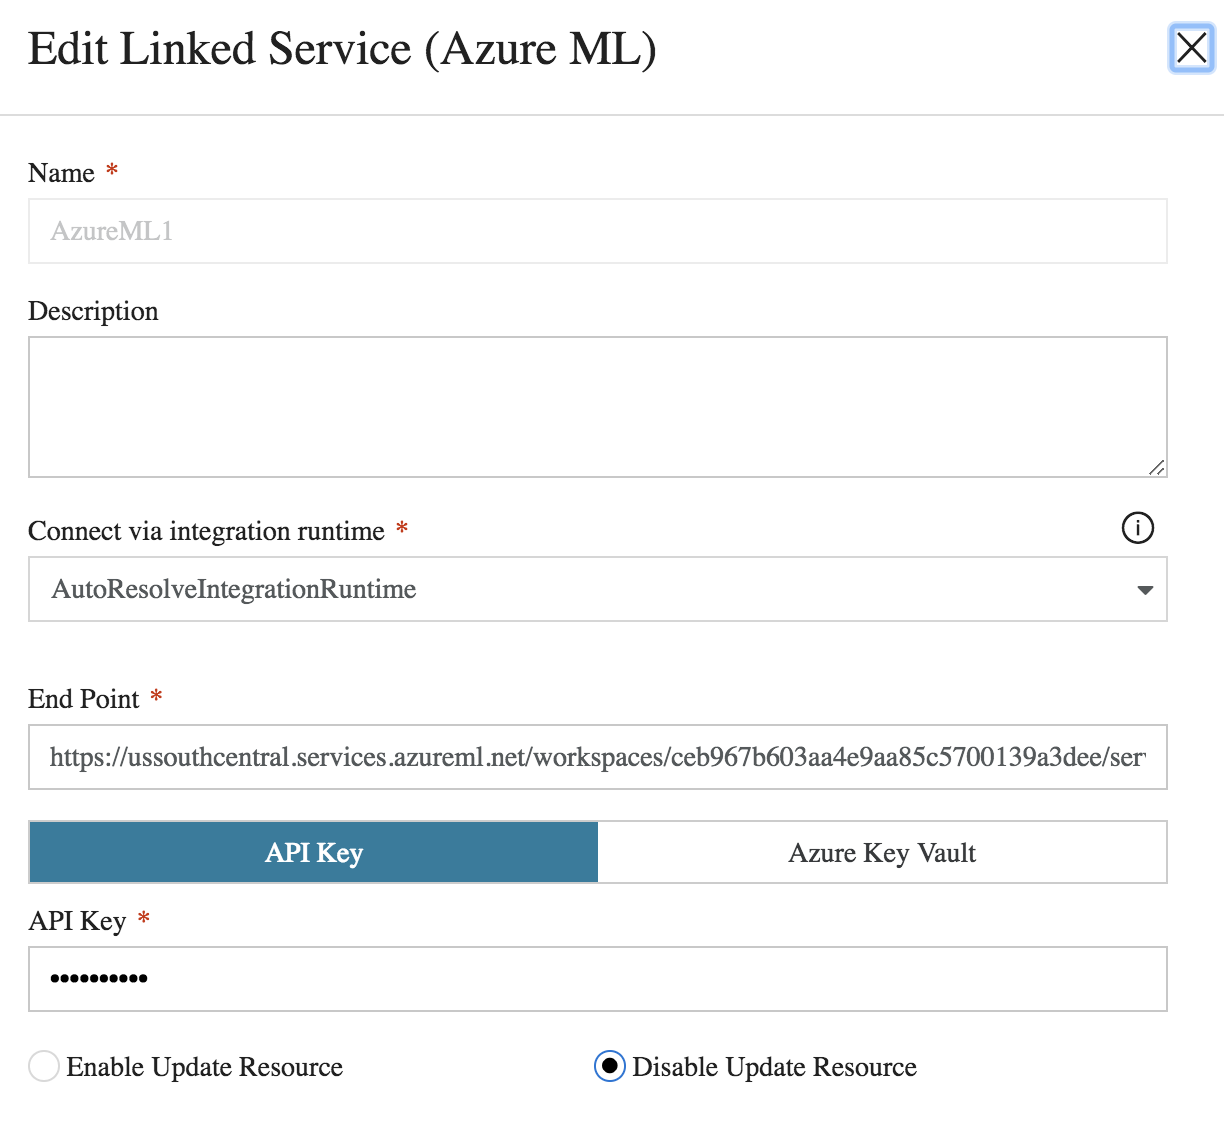 Edit Linked Service (Azure ML)
Name *
AzureML1
Description
Connect via integration runtime *
AutoResolveIntegrationRuntime
End Point *
https://ussouthcentral.services.azureml.net/workspaces/ceb967b603aa4e9aa85c5700139a3dee/ser
API Key
Azure Key Vault
API Key *
••••••••••
Enable Update Resource
Disable Update Resource